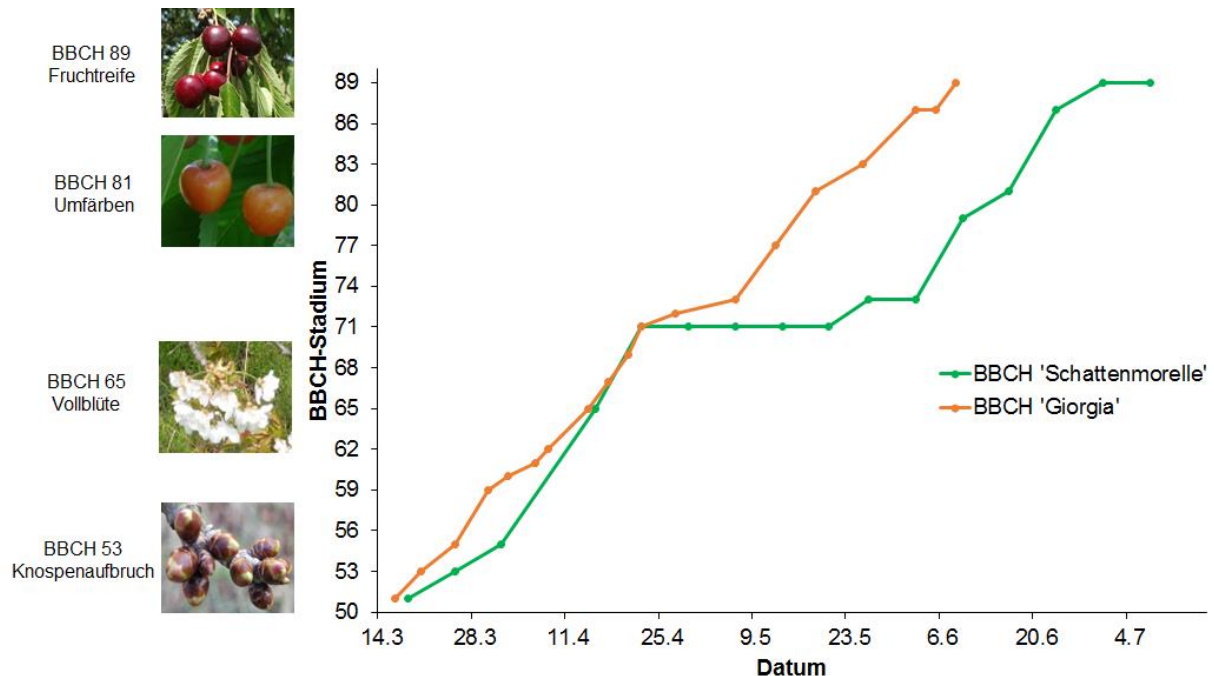 BBCH 89
Fruchtreife
BBCH 81
Umfärben
BBCH 65
Vollblüte
BBCH 53
Knospenaufbruch
BBCH-Stadium
89
86
83
80
77
74
71
68
65
62
59
56
53
50
14.3
28.3
11.4
25.4
9.5
23.5
6.6
20.6
4.7
Datum
BBCH 'Schattenmorelle'
BBCH 'Giorgia'